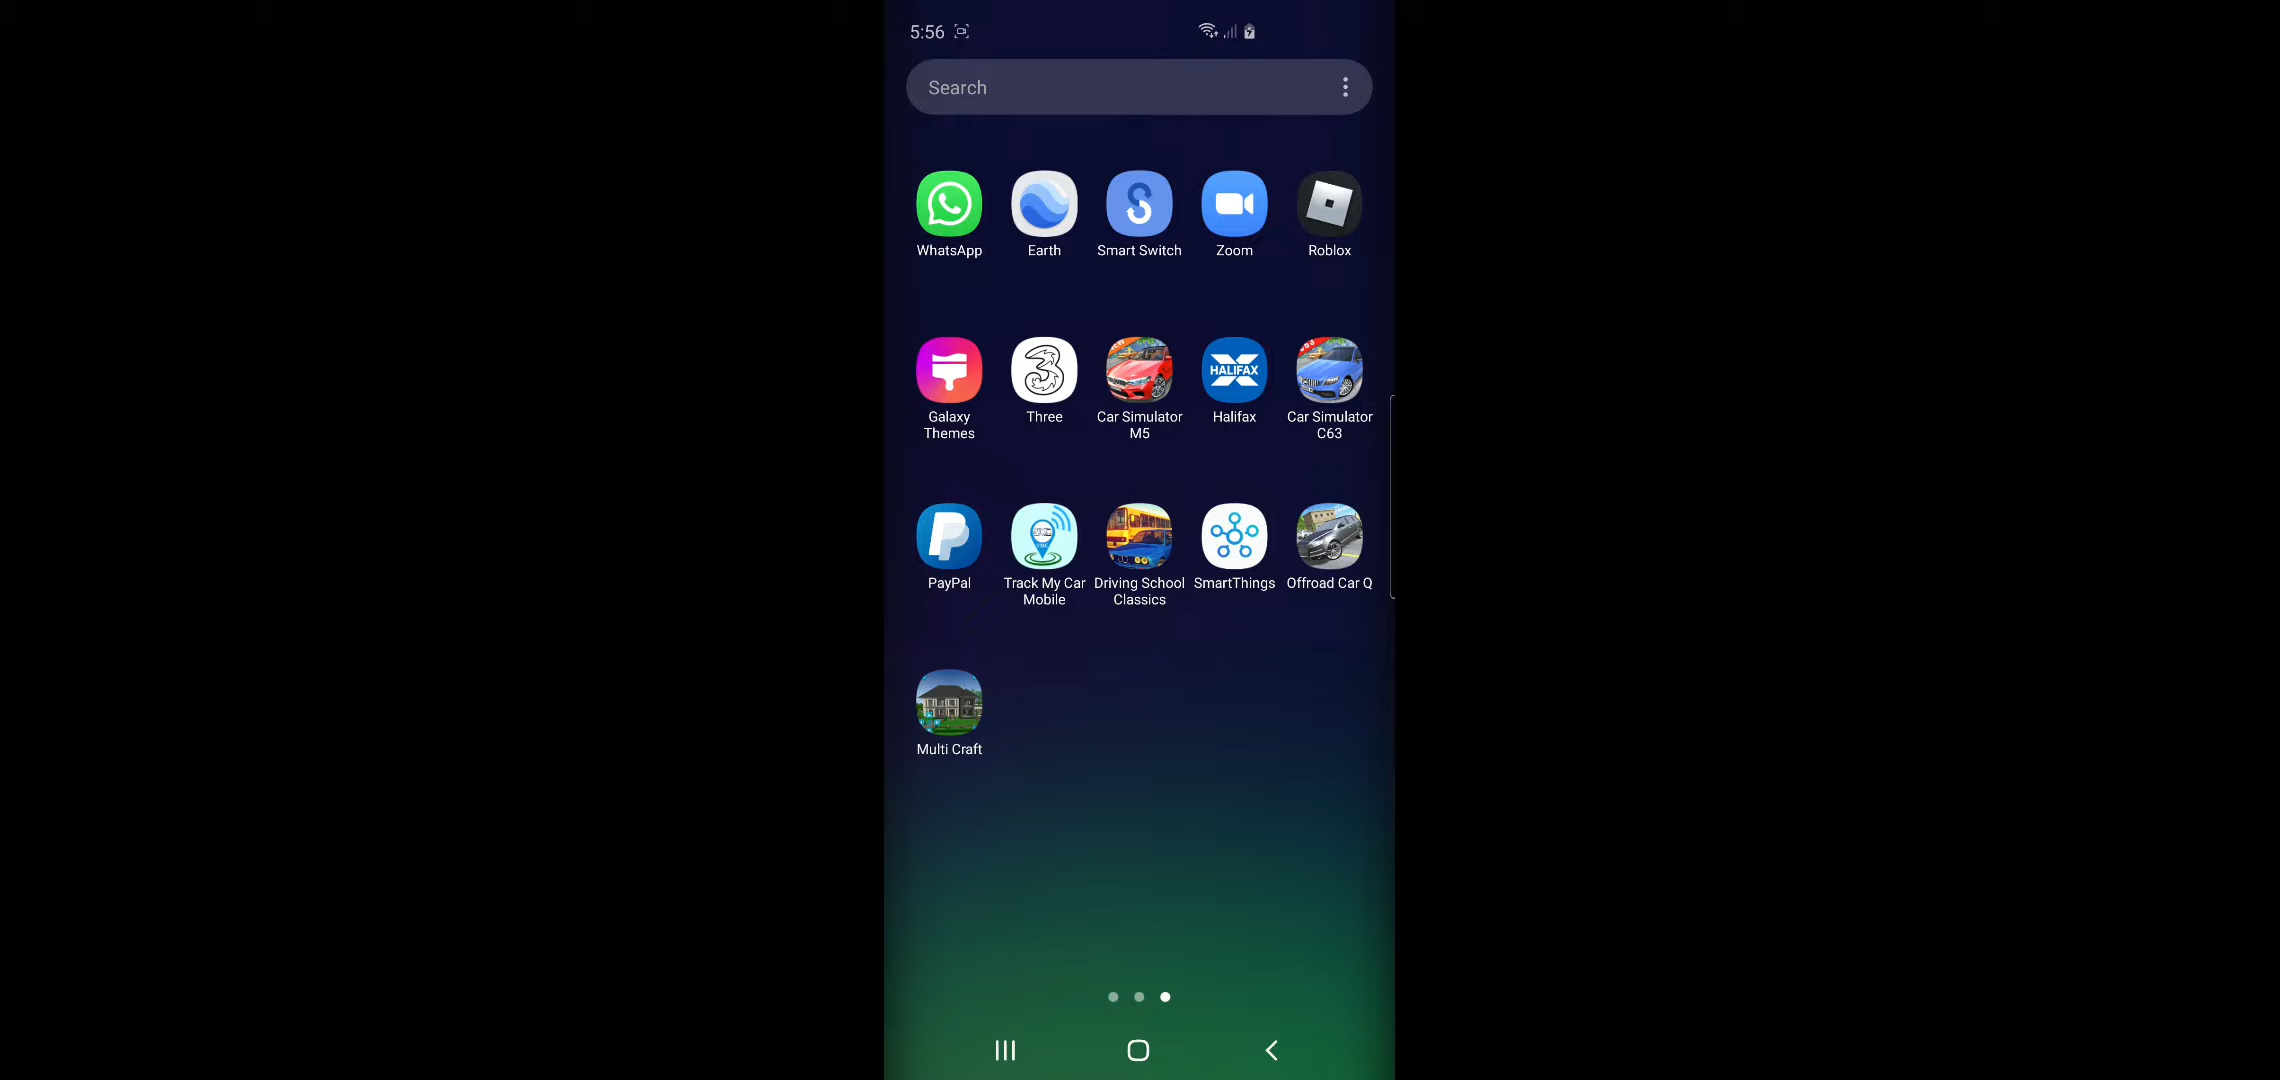 5:56
Search
WhatsApp
Earth
Smart Switch
Zoom
Roblox
HALIFAX
Galaxy
Themes
Three
Car Simulator
M5
Halifax
Car Simulator
C63
PayPal
Track My Car
Mobile
Driving School
Classics
SmartThings
Offroad Car Q
Multi Craft